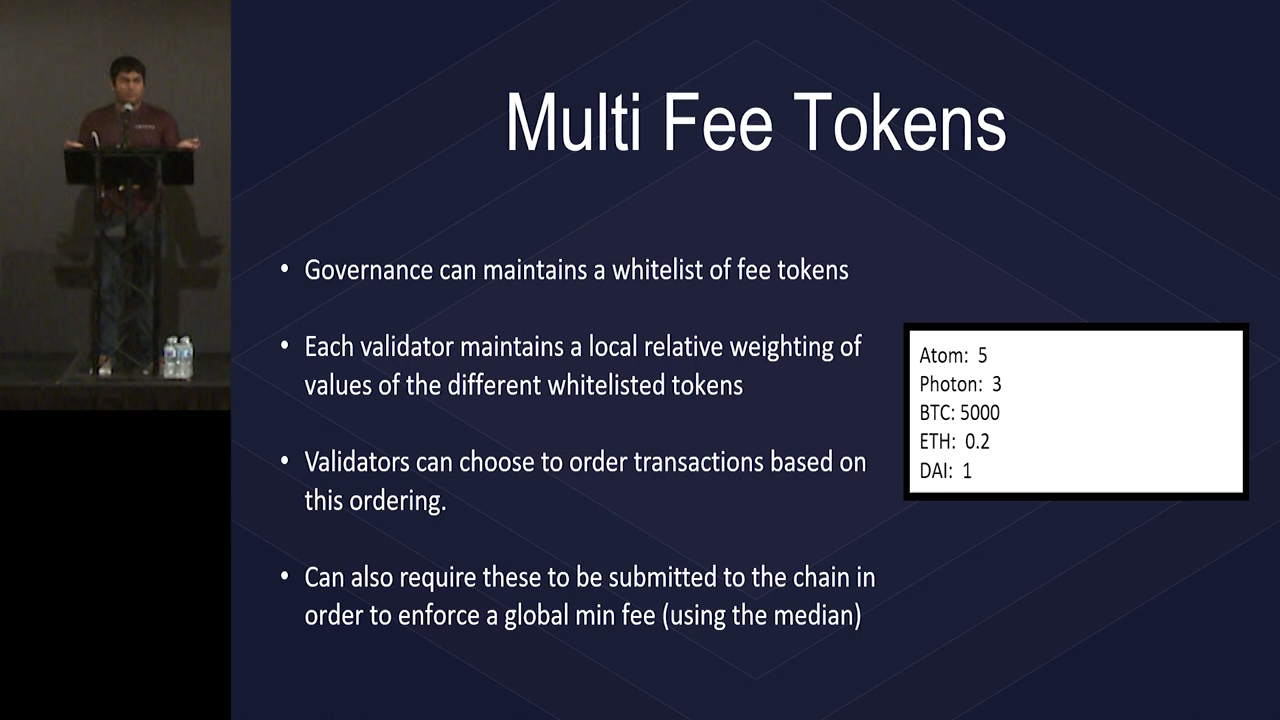 Multi Fee Tokens
• Governance can maintains a whitelist of fee tokens
• Each validator maintains a local relative weighting of
values of the different whitelisted tokens
• Validators can choose to order transactions based on
this ordering.
• Can also require these to be submitted to the chain in
order to enforce a global min fee (using the median)
Atom: 5
Photon: 3
BTC: 5000
ETH: 0.2
DAI: 1